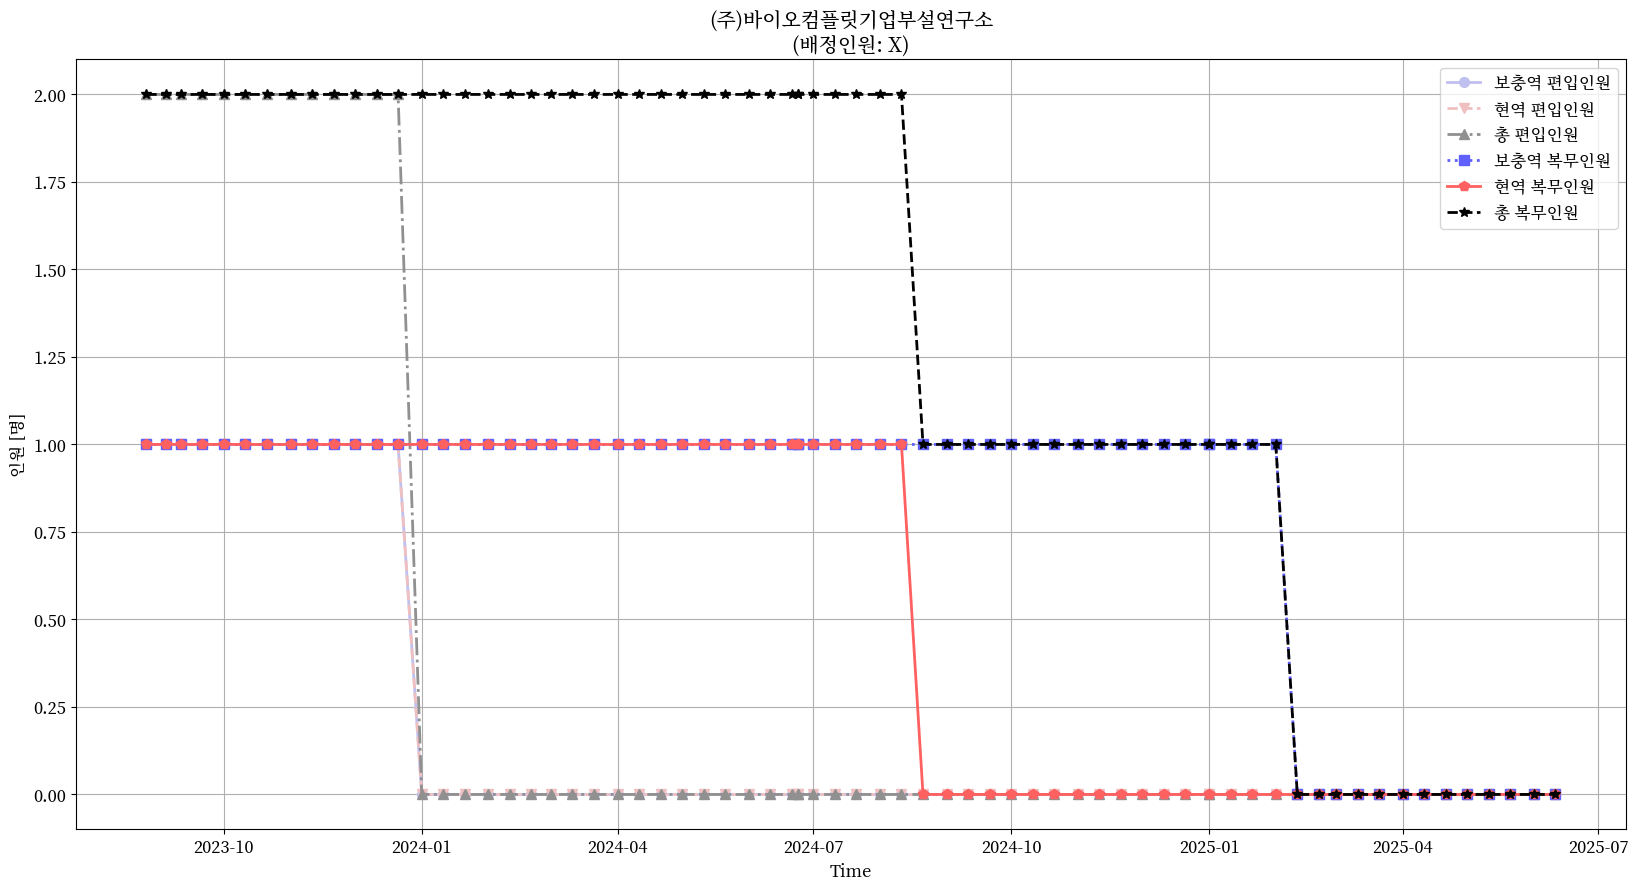 (주)바이오컴플릿기업부설연구소
(배정인원: X)
보충역 편입인원
현역 편입인원
총 편입인원
보충역 복무인원
현역 복무인원
총 복무인원
인원 [명]
2.00
1.75
1.50
1.25
1.00
0.75
0.50
0.25
0.00
2023-10
2024-01
2024-04
2024-07
2024-10
2025-01
2025-04
2025-07
Time